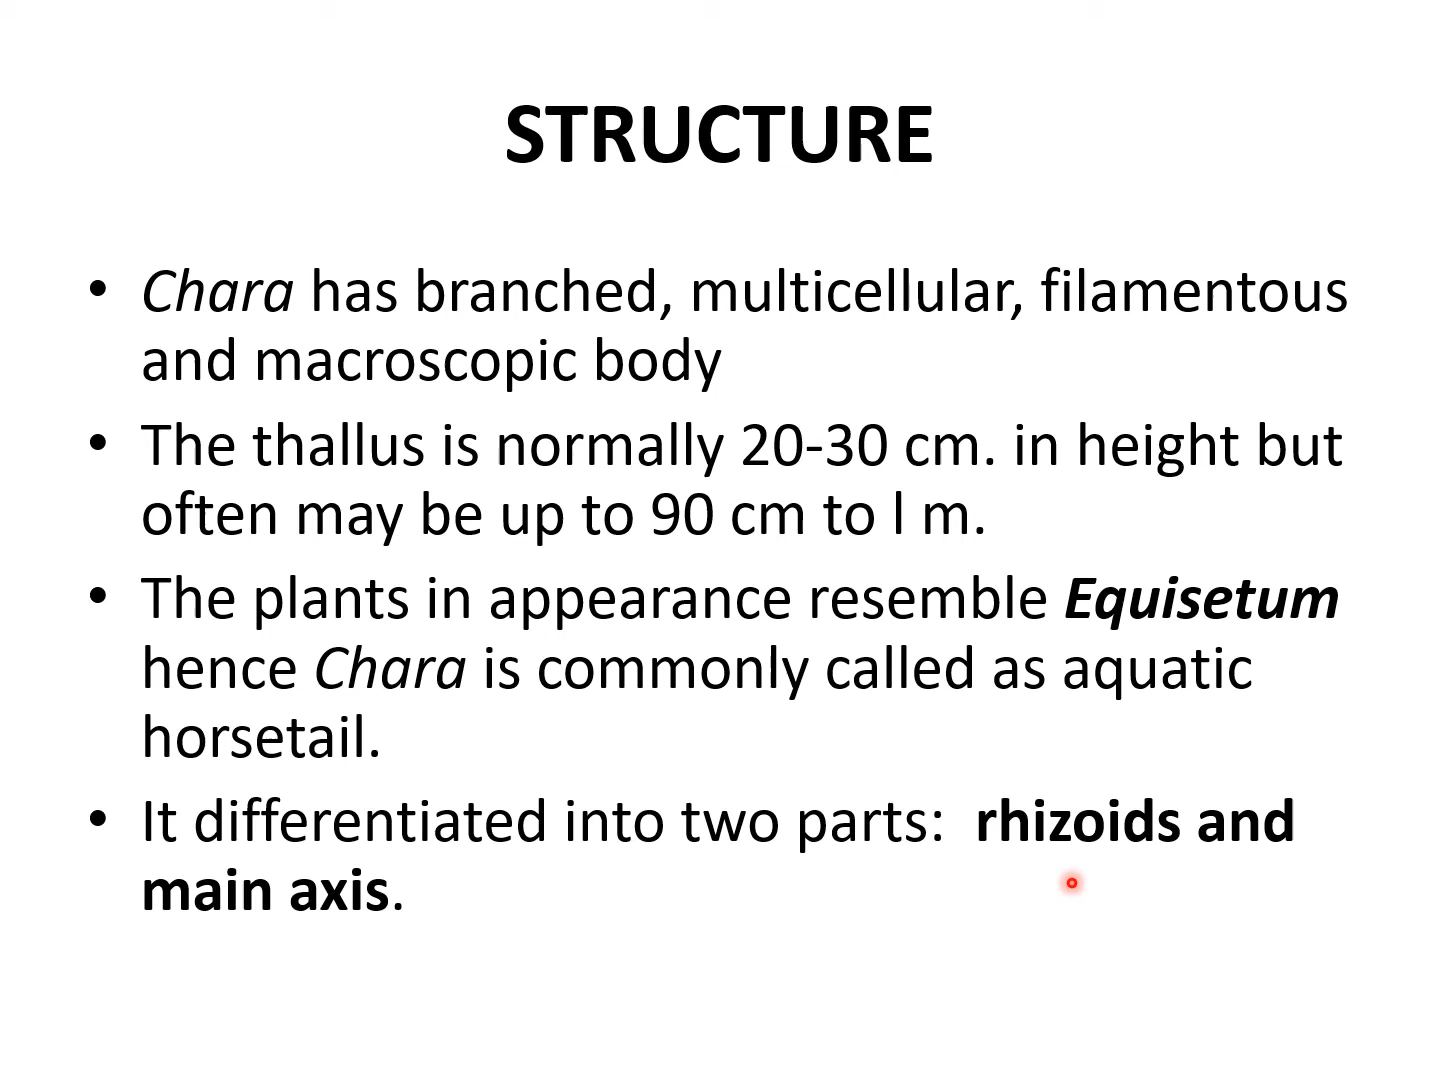 STRUCTURE
• Chara has branched, multicellular, filamentous
and macroscopic body
• The thallus is normally 20-30 cm. in height but
often may be up to 90 cm to l m.
• The plants in appearance resemble Equisetum
hence Chara is commonly called as aquatic
horsetail.
• It differentiated into two parts:  rhizoids and
main axis.